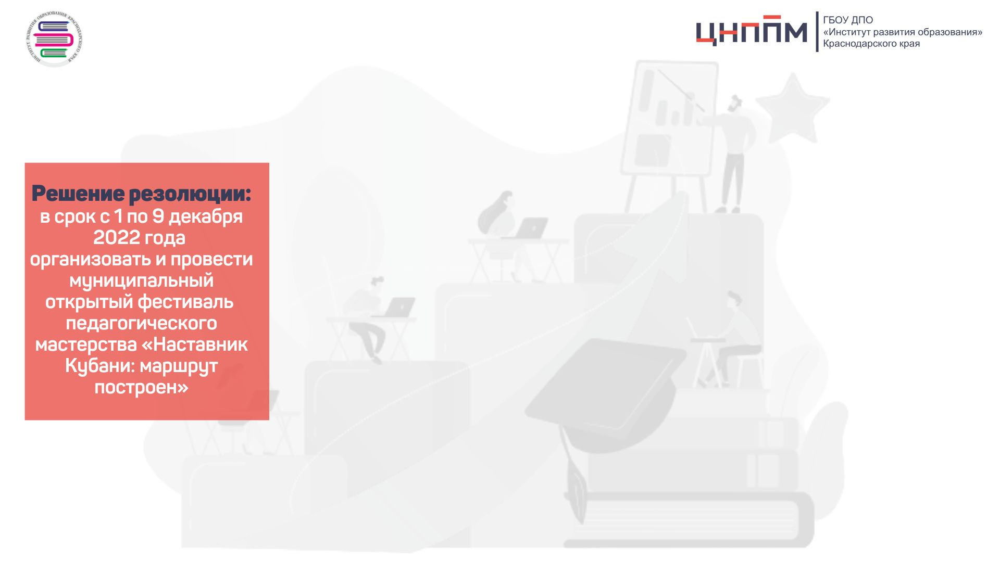 ИНСТИТУТ РАЗВИТИЯ ОБРАЗОВАНИЯ КРАСНОДАРСКОГО КРАЯ
ЦНППМ
ГБОУ ДПО
«Институт развития образования»
Краснодарского края
Решение резолюции:
в срок с 1 по 9 декабря
2022 года
организовать и провести
муниципальный
открытый фестиваль
педагогического
мастерства «Наставник
Кубани: маршрут
построен»